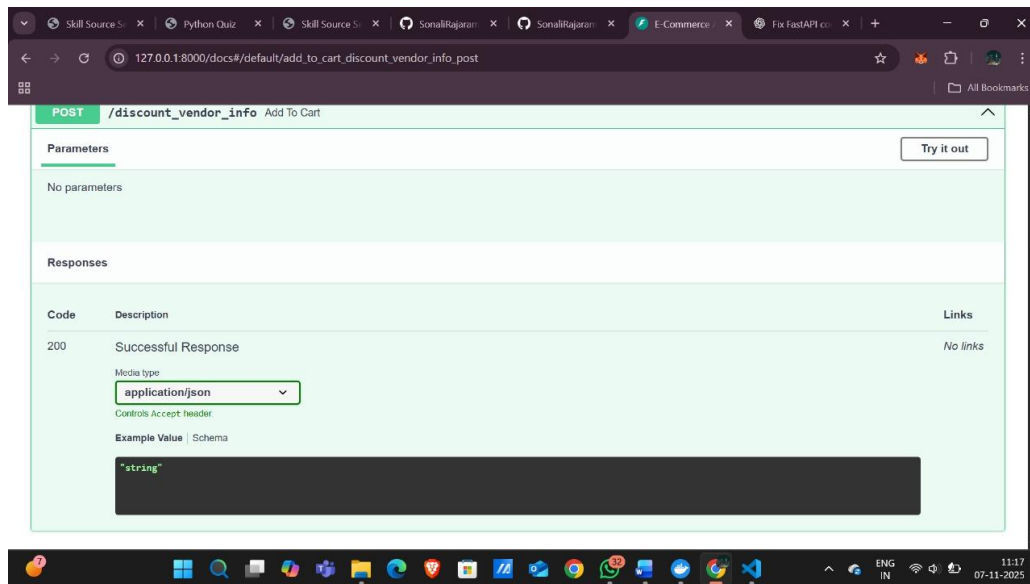 Skill Source S
Python Quiz
Skill Source S
SonaliRajaram
SonaliRajaram
E-Commerce
Fix FastAPI co
127.0.0.1:8000/docs#/default/add_to_cart_discount_vendor_info_post
All Bookmarks
POST /discount_vendor_info Add To Cart
Parameters
Try it out
No parameters
Responses
Code Description Links
200 Successful Response No links
Media type
application/json
Controls Accept header.
Example Value | Schema
"string"
7
32
ENG
IN
11:17
07-11-2025